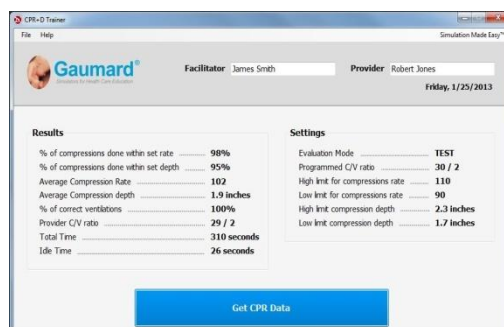 CPR+D Trainer
File Help Simulation Made Easy™
Gaumard®
Simulation for Health Care Education
Facilitator James Smith Provider Robert Jones
Friday, 1/25/2013
Results
% of compressions done within set rate 98%
% of compressions done within set depth 95%
Average Compression Rate 102
Average Compression depth 1.9 inches
% of correct ventilations 100%
Provider C/V ratio 29 / 2
Total Time 310 seconds
Idle Time 26 seconds
Settings
Evaluation Mode TEST
Programmed C/V ratio 30 / 2
High limit for compressions rate 110
Low limit for compressions rate 90
High limit compression depth 2.3 inches
Low limit compression depth 1.7 inches
Get CPR Data